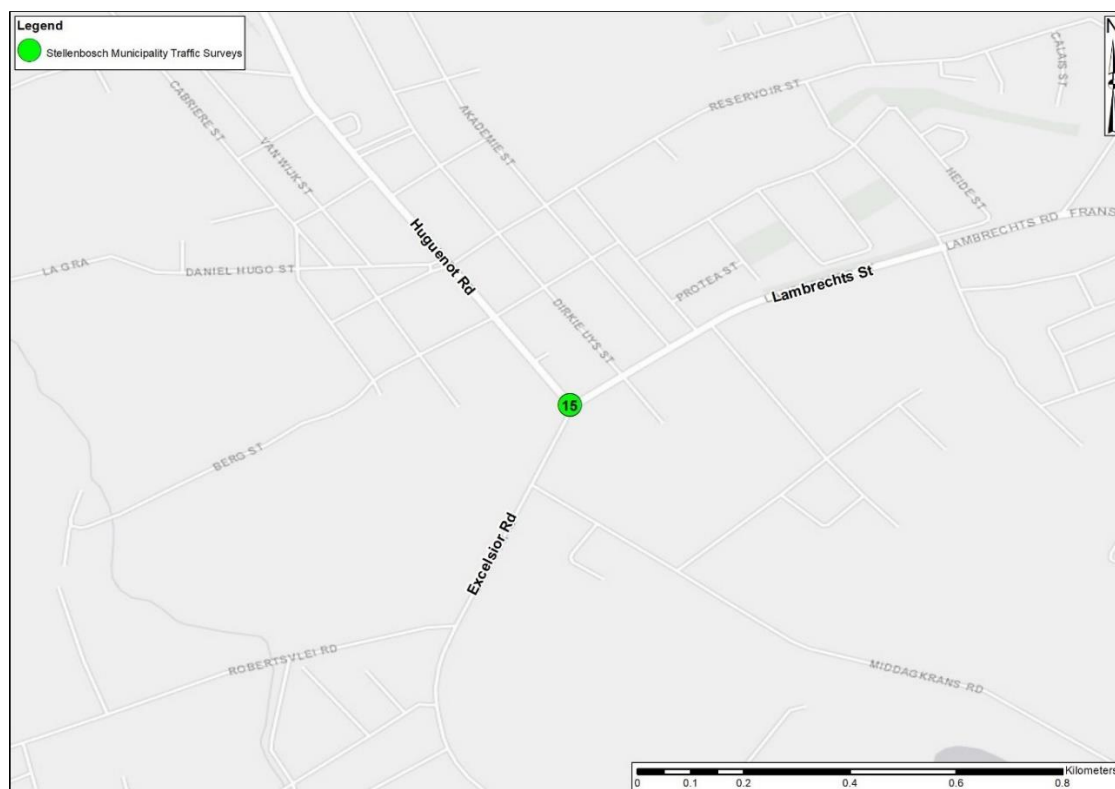 Legend
Stellenbosch Municipality Traffic Surveys
N
CALAIS ST
RESERVOIR ST
CABRIERE ST
AKADEMIE ST
VAN WIJK ST
HEIDE ST
LAMBRECHTS RD
FRANS
Huguenot Rd
LA GRA
DANIEL HUGO ST
PROTEA ST
Lambrechts St
DIRKIE UYS ST
15
BERG ST
Excelsior Rd
ROBERTSVLEI RD
MIDDAGKRANS RD
Kilometers
0 0.1 0.2 0.4 0.6 0.8